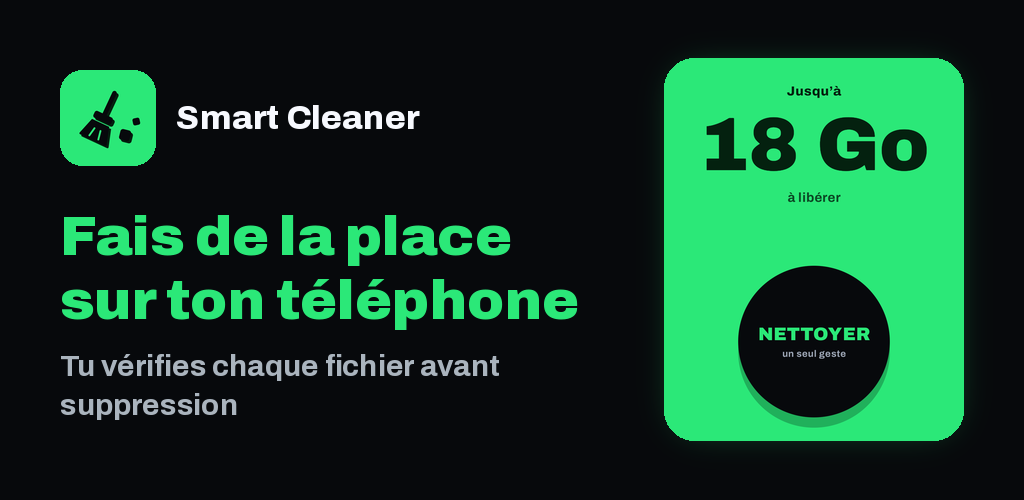 Smart Cleaner
Fais de la place
sur ton téléphone
Tu vérifies chaque fichier avant
suppression
Jusqu’à
18 Go
à libérer
NETTOYER
un seul geste